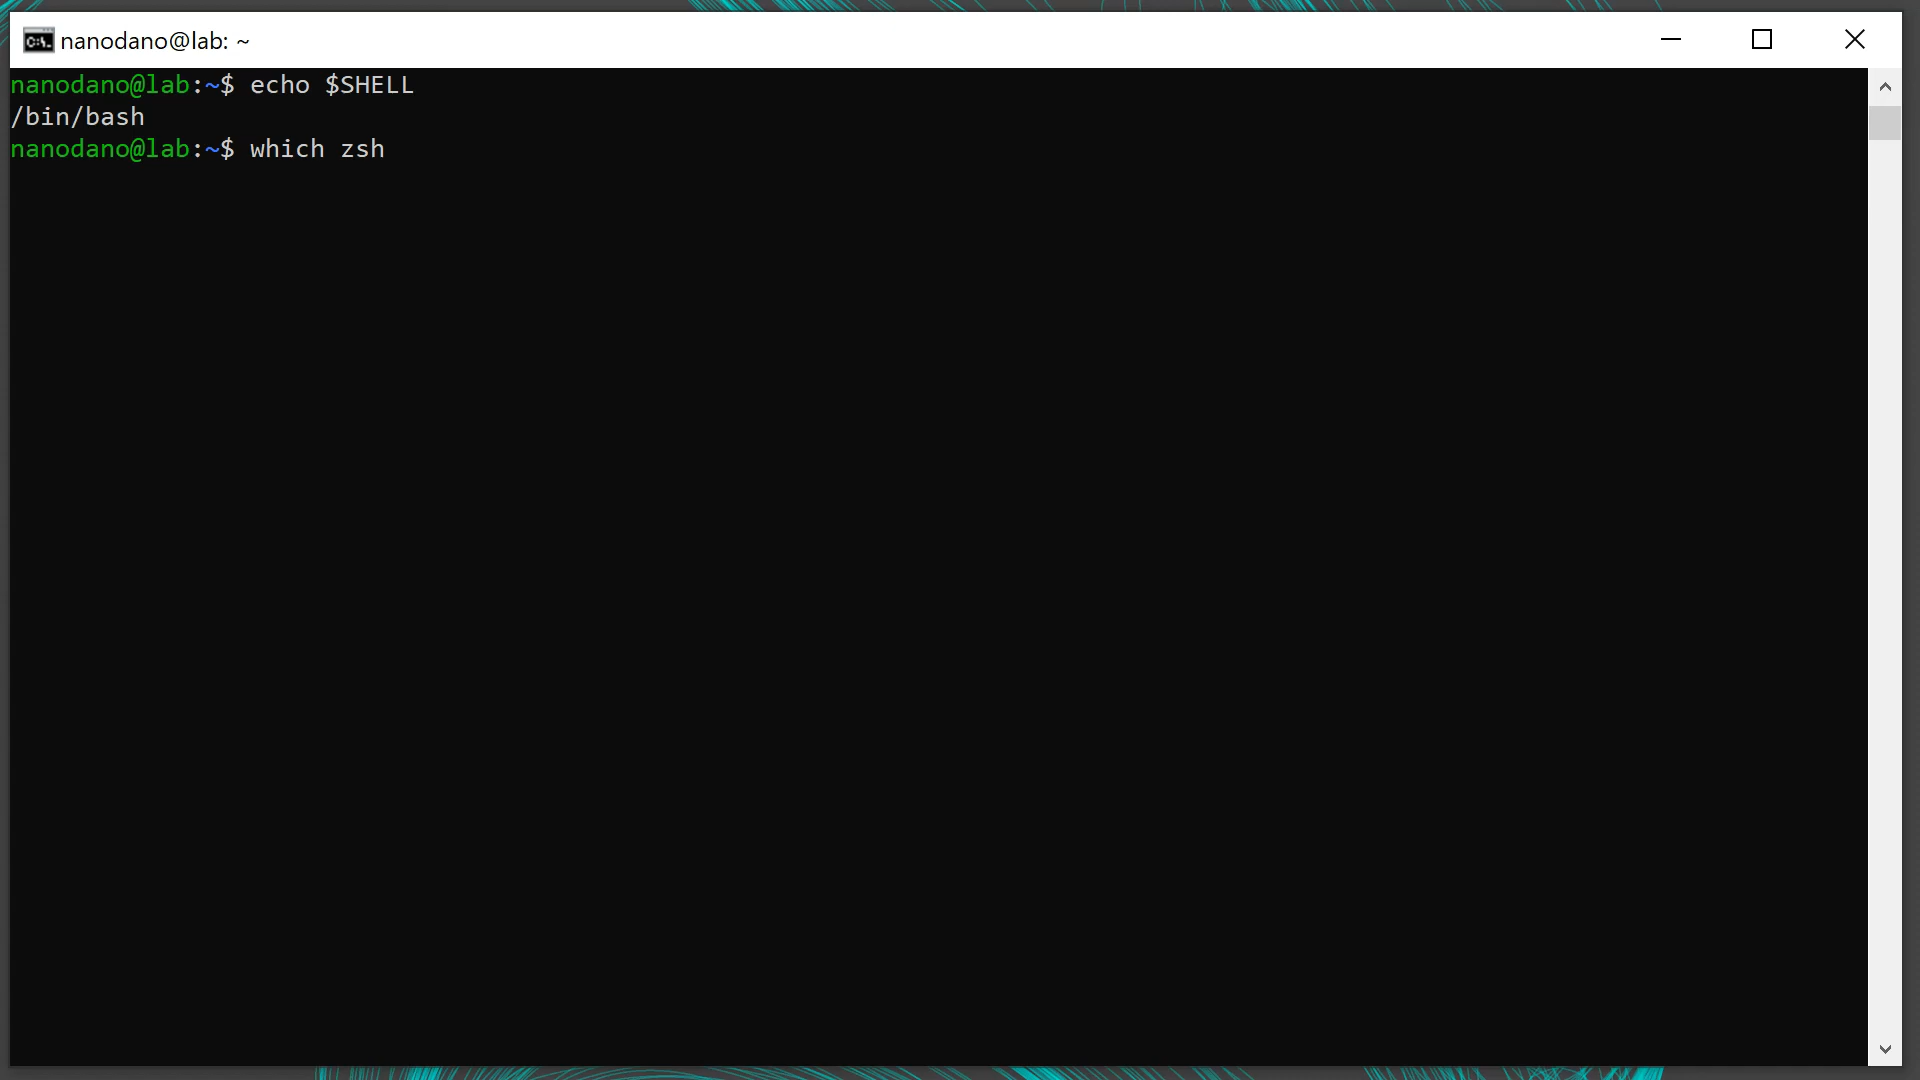 C:\.
nanodano@lab: ~
nanodano@lab:~$ echo $SHELL
/bin/bash
nanodano@lab:~$ which zsh